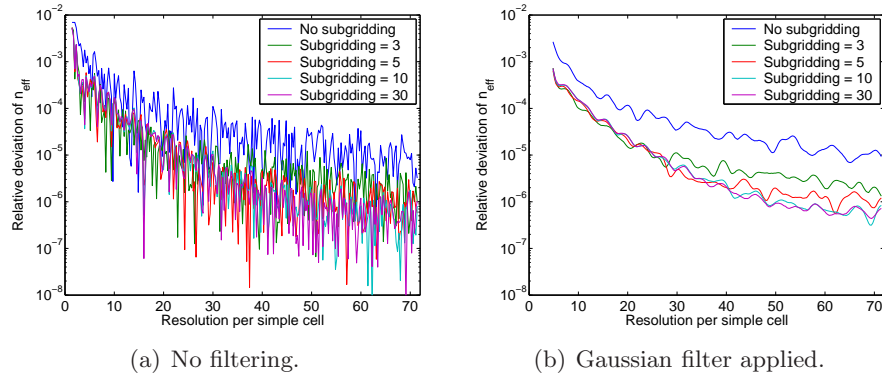 10^-2
10^-3
10^-4
10^-5
10^-6
10^-7
10^-8
Relative deviation of n_eff
0 10 20 30 40 50 60 70
Resolution per simple cell
No subgridding
Subgridding = 3
Subgridding = 5
Subgridding = 10
Subgridding = 30
(a) No filtering.
10^-2
10^-3
10^-4
10^-5
10^-6
10^-7
10^-8
Relative deviation of n_eff
0 10 20 30 40 50 60 70
Resolution per simple cell
No subgridding
Subgridding = 3
Subgridding = 5
Subgridding = 10
Subgridding = 30
(b) Gaussian filter applied.